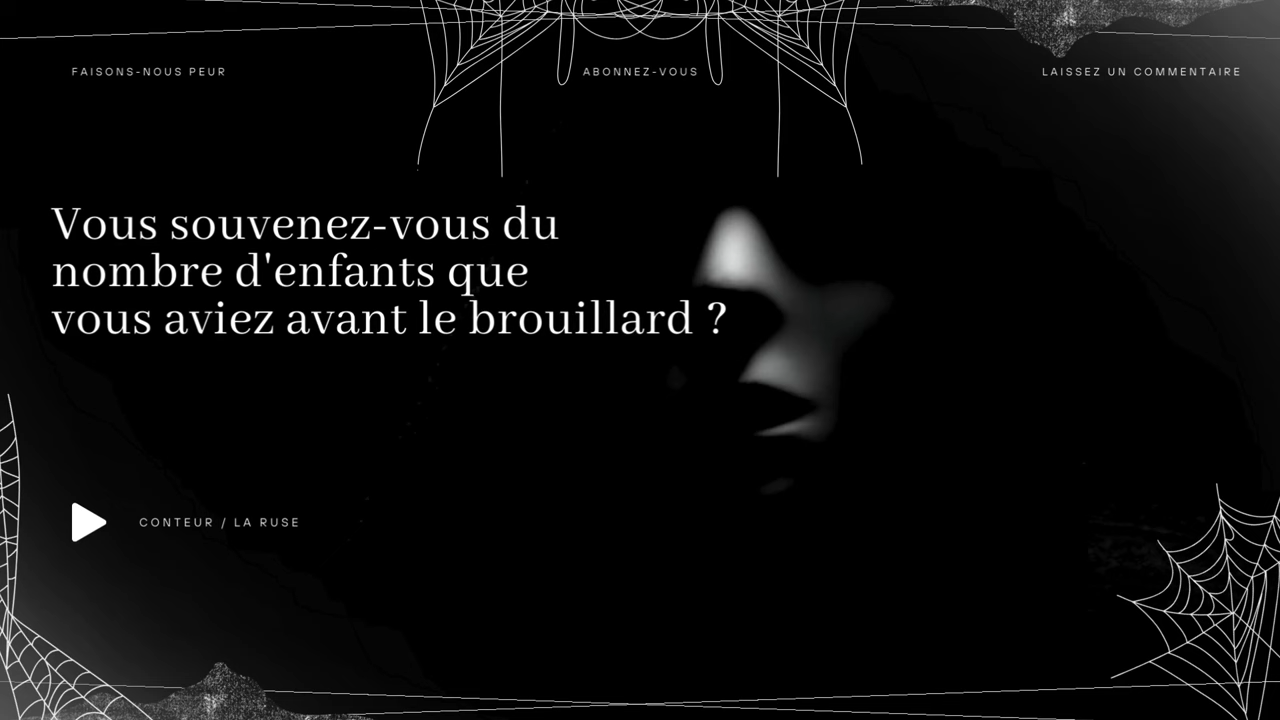 FAISONS-NOUS PEUR
ABONNEZ-VOUS
LAISSEZ UN COMMENTAIRE
Vous souvenez-vous du
nombre d'enfants que
vous aviez avant le brouillard ?
CONTEUR / LA RUSE